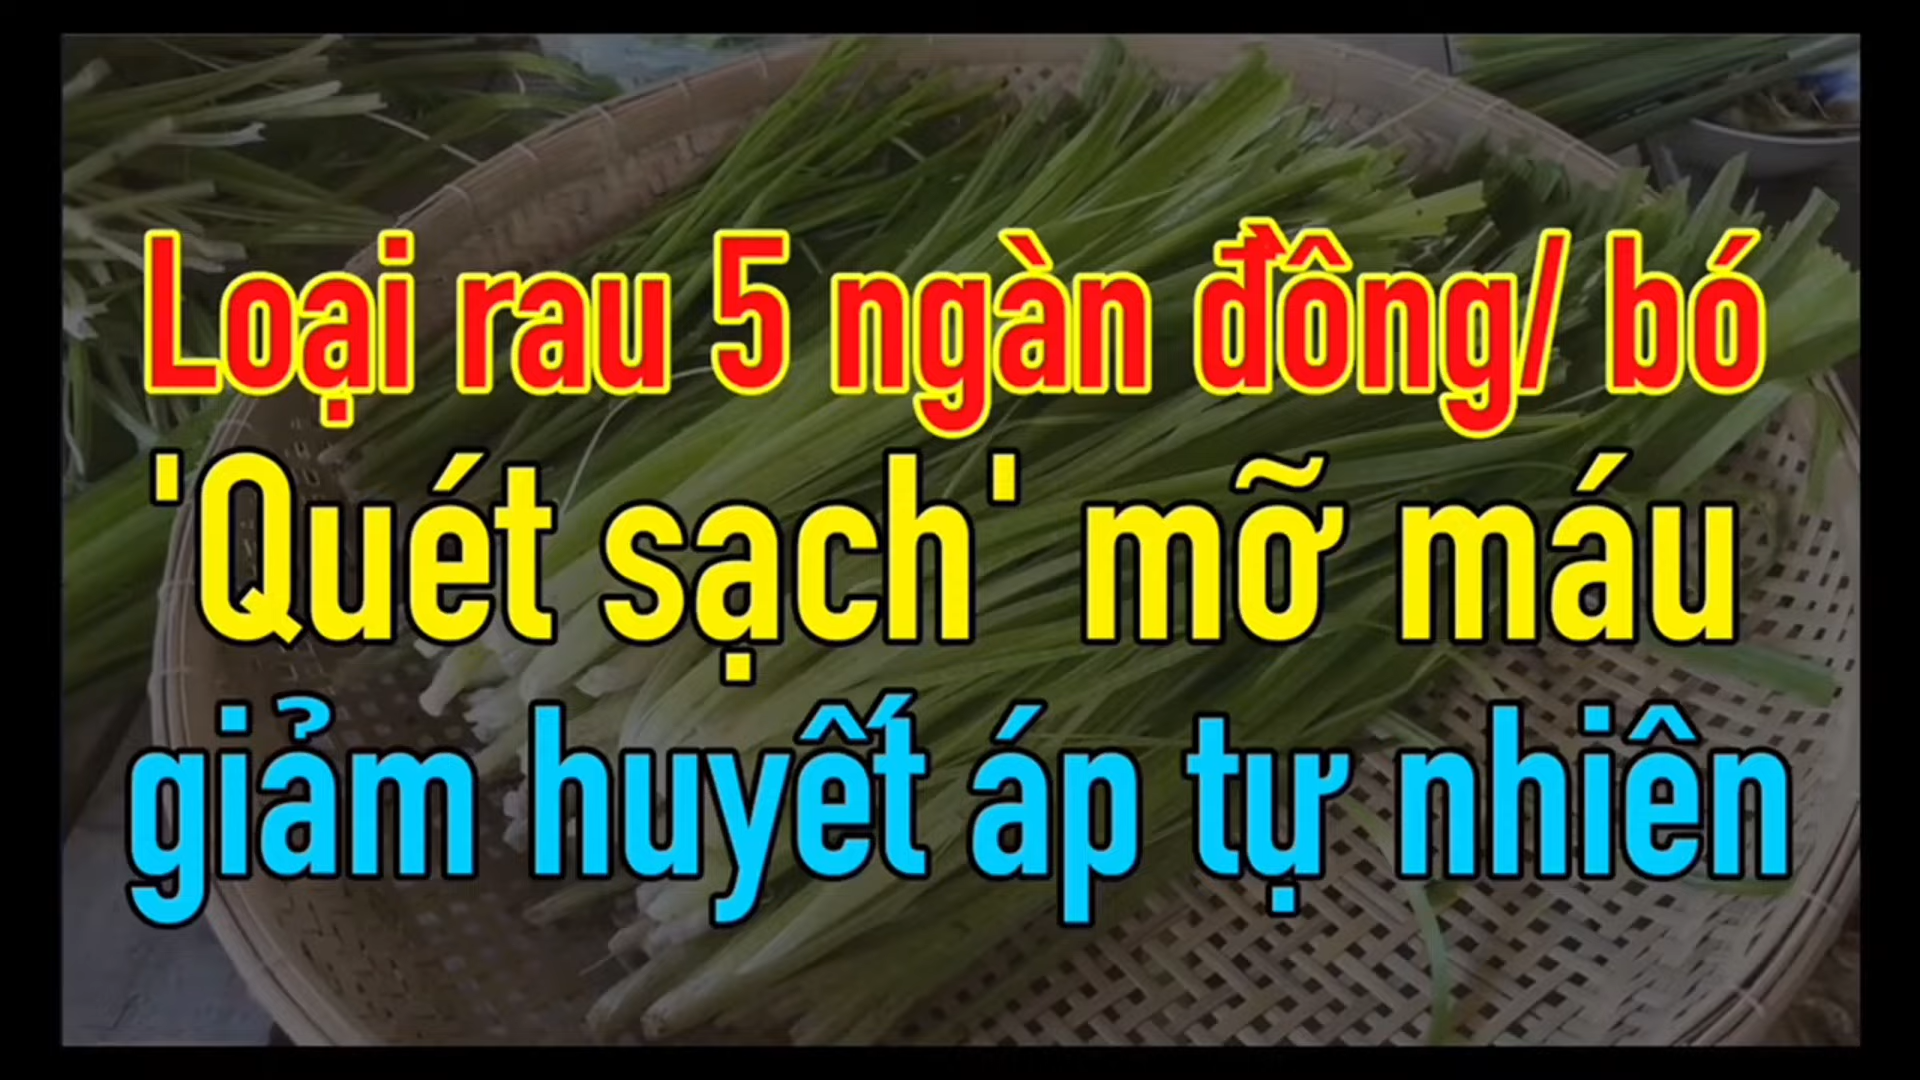 Loại rau 5 ngàn đồng/ bó
'Quét sạch' mỡ máu
giảm huyết áp tự nhiên